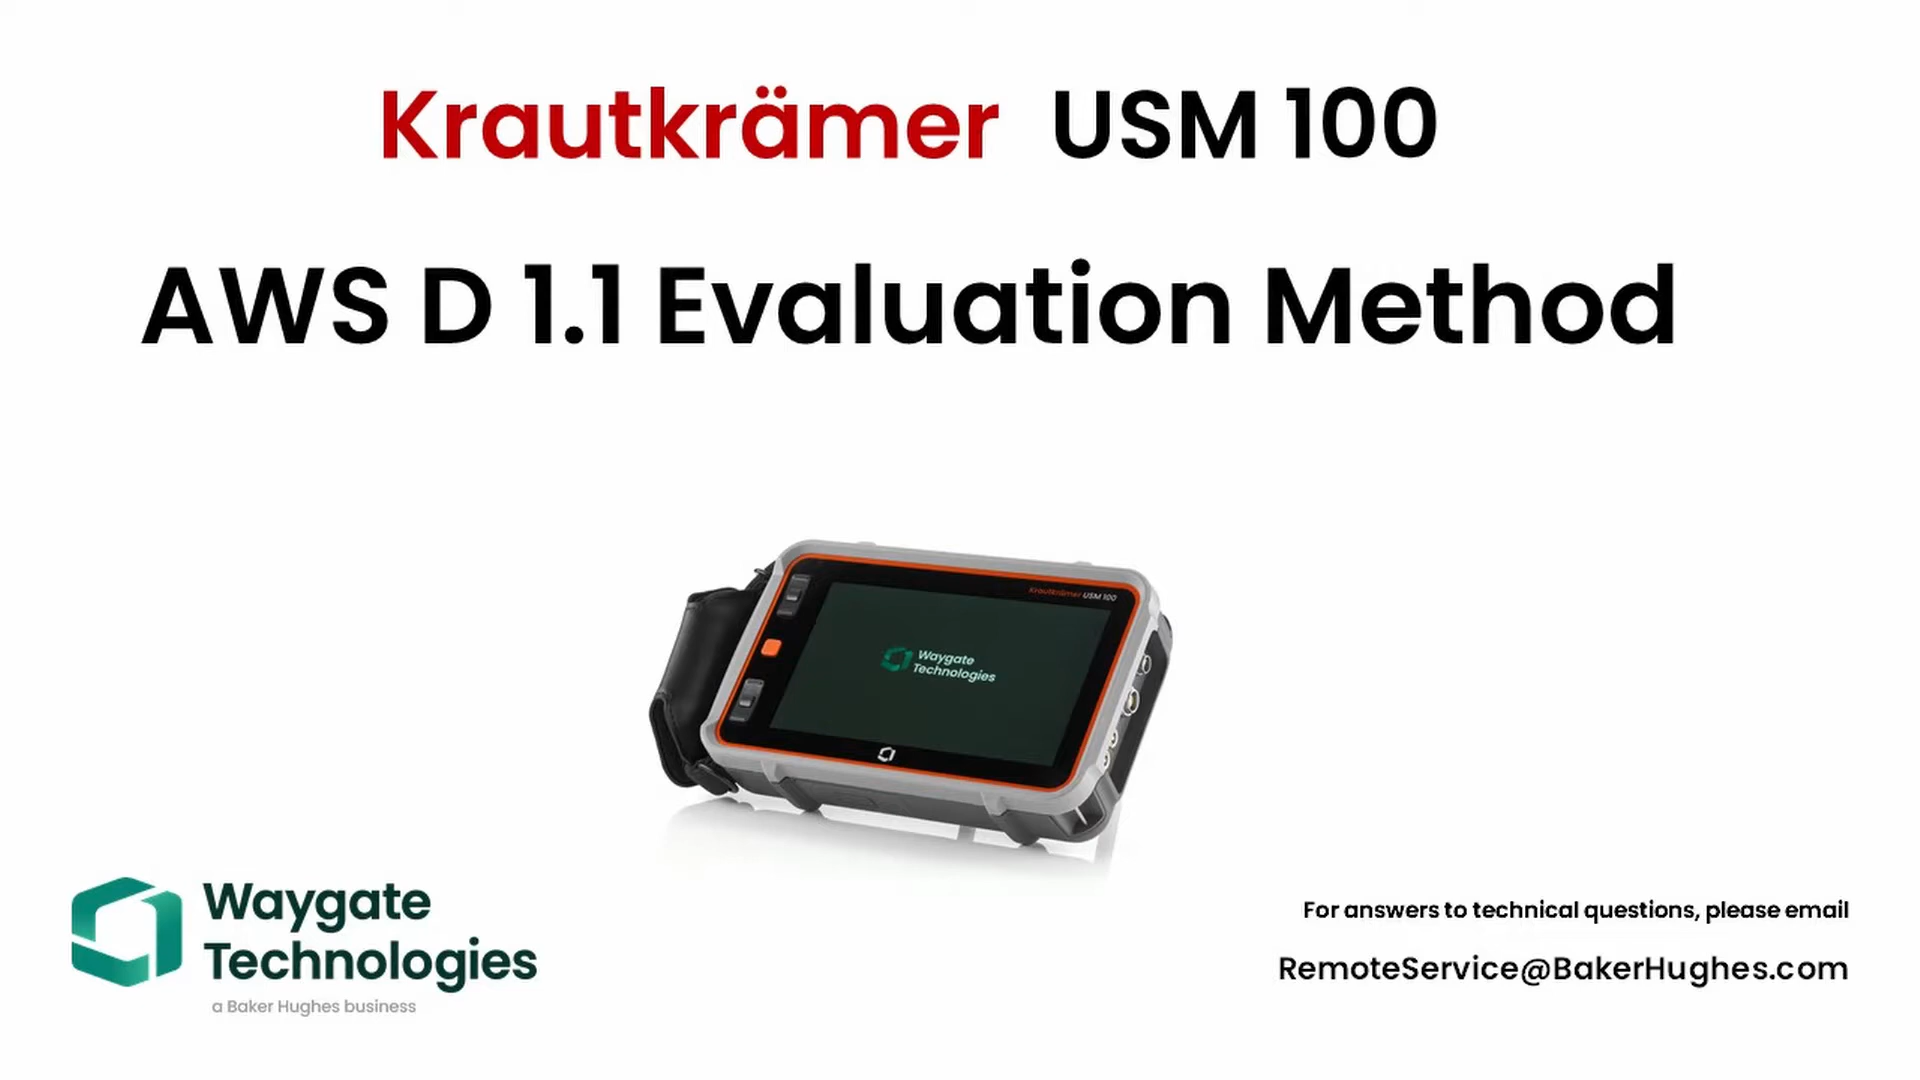 Krautkrämer USM 100
AWS D 1.1 Evaluation Method
Krautkrämer USM 100
Waygate
Technologies
Waygate
Technologies
a Baker Hughes business
For answers to technical questions, please email
RemoteService@BakerHughes.com